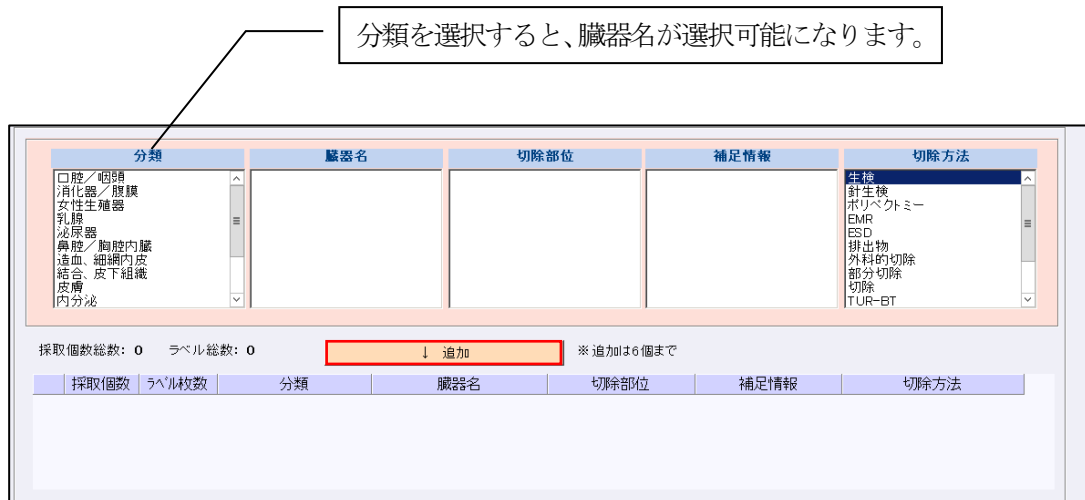 分類を選択すると、臓器名が選択可能になります。
分類 臓器名 切除部位 補足情報 切除方法
口腔／咽頭
消化器／腹膜
女性生殖器
乳腺
泌尿器
鼻腔／胸腔内臓
造血、細網内皮
結合、皮下組織
皮膚
内分泌
生検
針生検
ポリペクトミー
EMR
ESD
排出物
外科的切除
部分切除
切除
TUR-BT
採取個数総数: 0 ラベル総数: 0 ↓ 追加 ※追加は6個まで
採取個数 ﾗﾍﾞﾙ枚数 分類 臓器名 切除部位 補足情報 切除方法